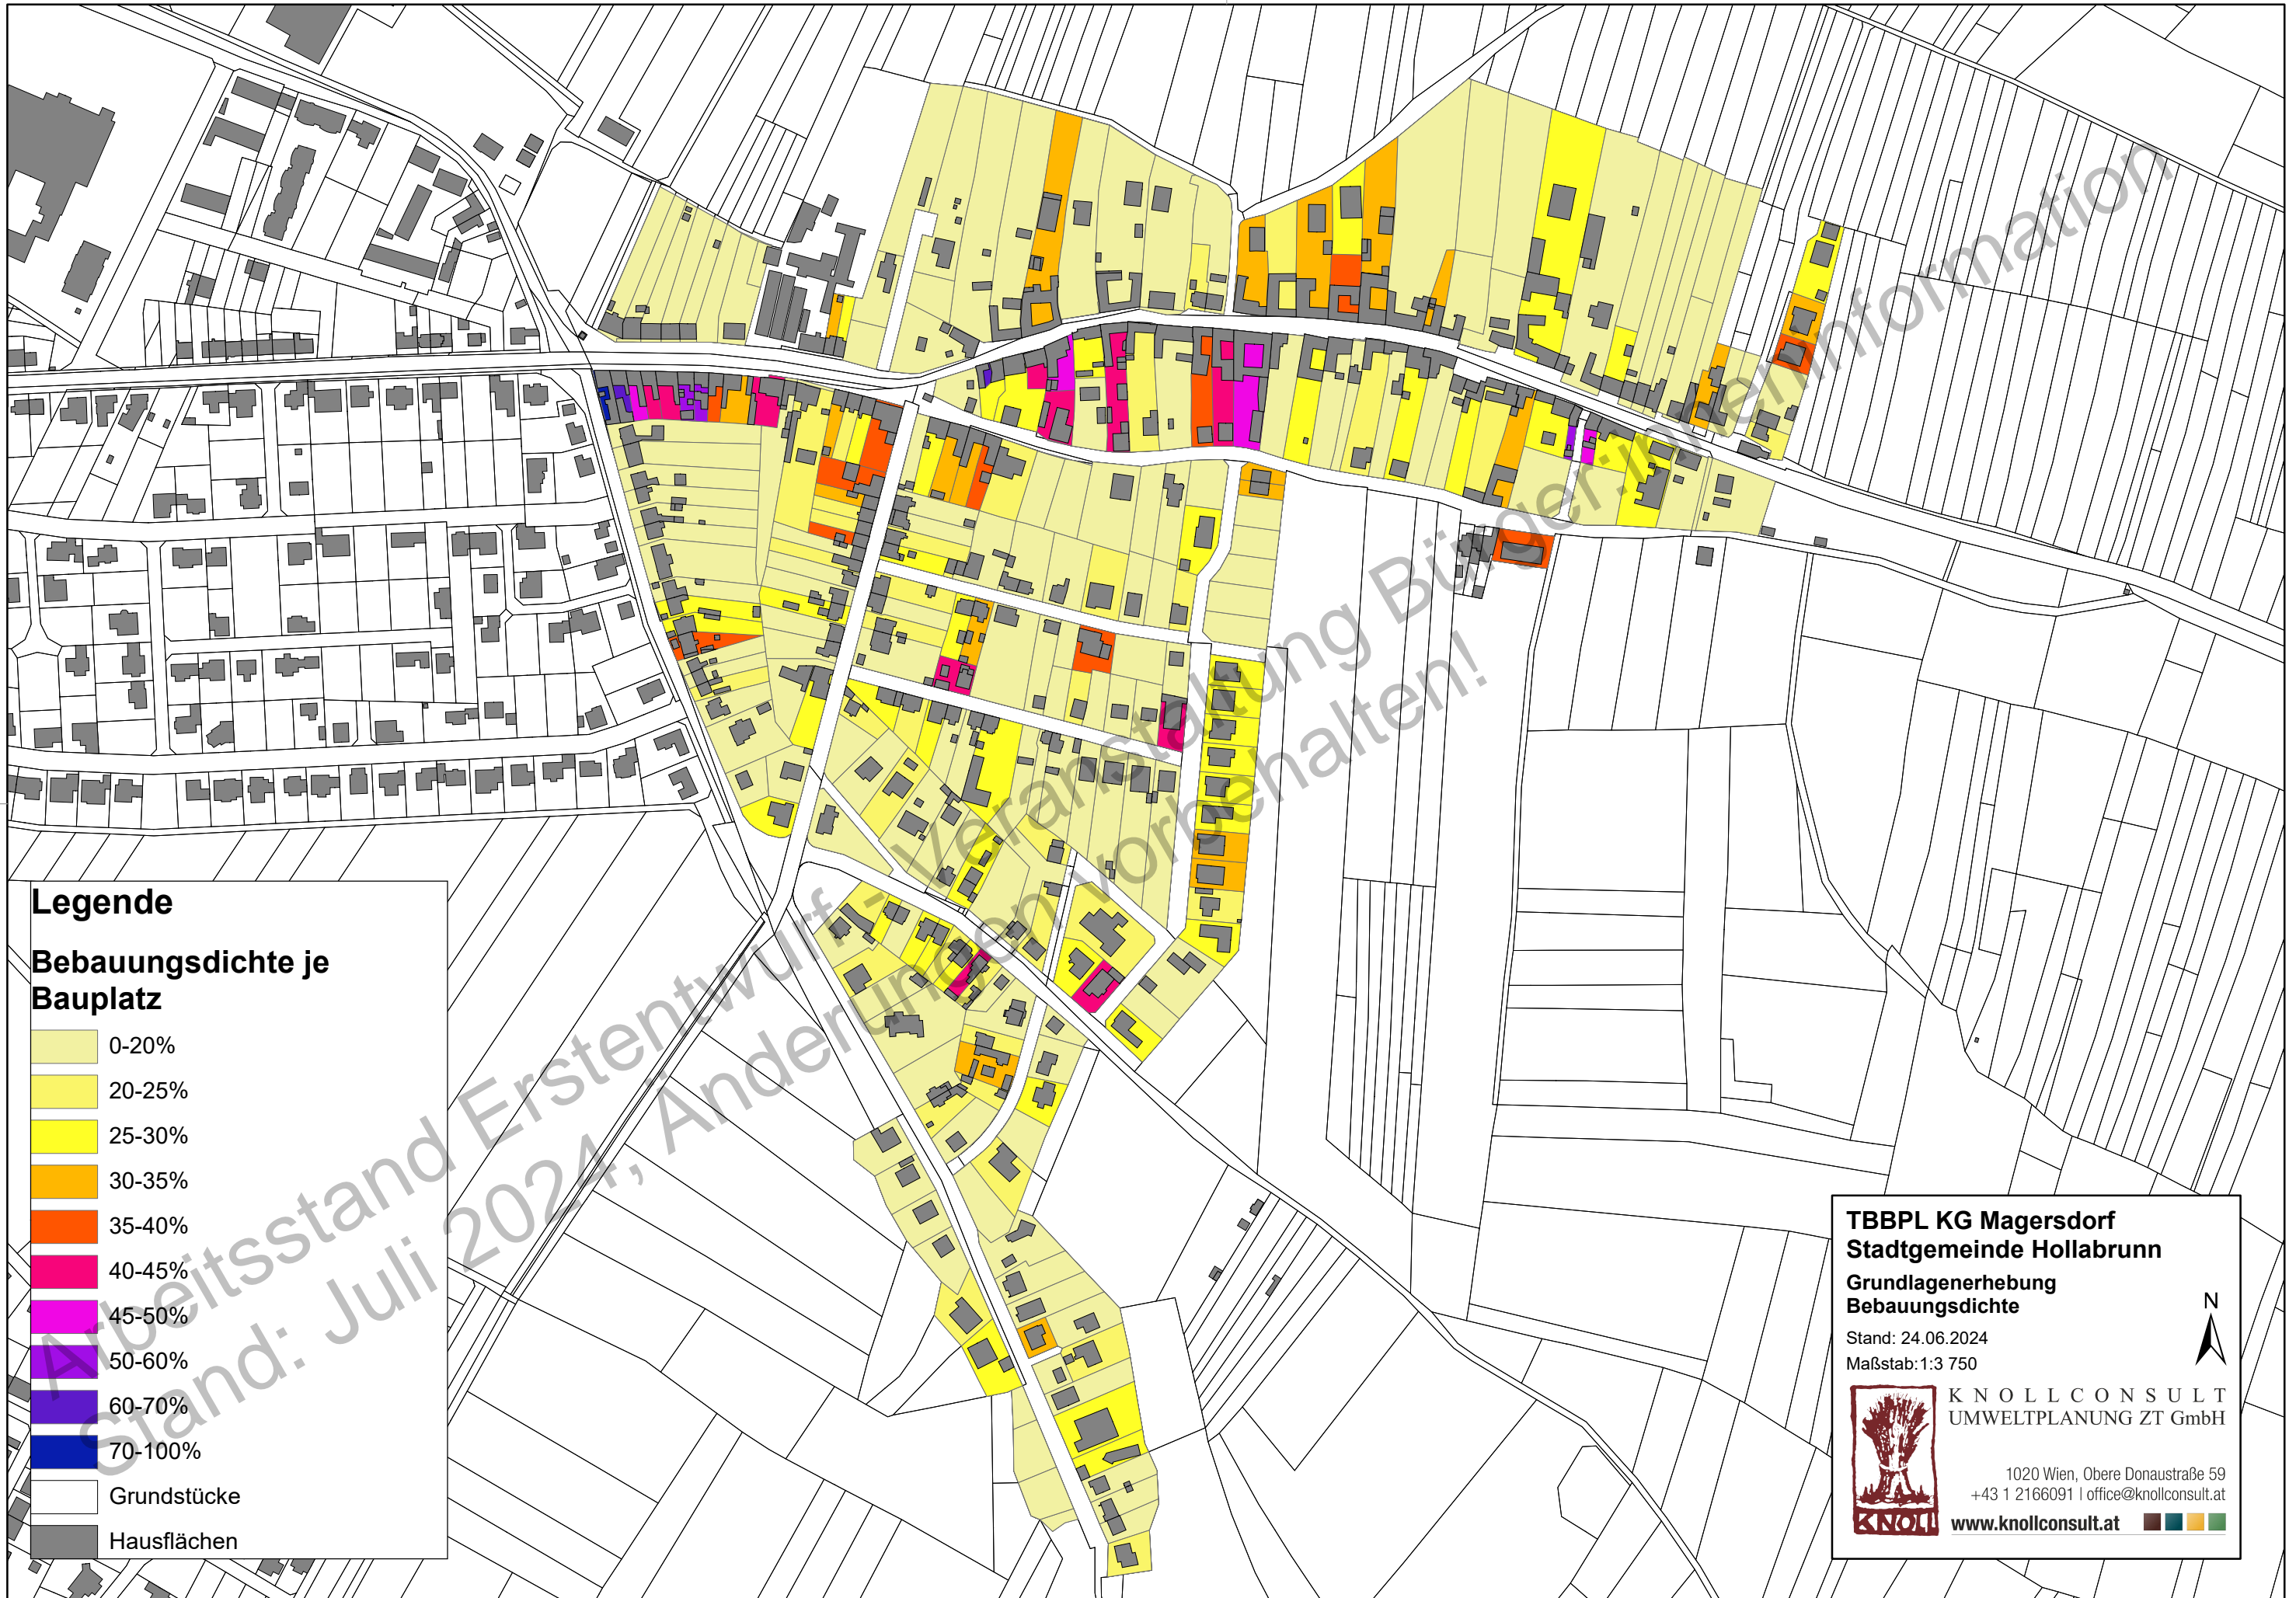 Legende
Bebauungsdichte je
Bauplatz
0-20%
20-25%
25-30%
30-35%
35-40%
40-45%
45-50%
50-60%
60-70%
70-100%
Grundstücke
Hausflächen
Arbeitsstand Erstentwurf - Veranstaltung Bürger:inneninformation
Stand: Juli 2024, Änderungen vorbehalten!
TBBPL KG Magersdorf
Stadtgemeinde Hollabrunn
Grundlagenerhebung
Bebauungsdichte
N
Stand: 24.06.2024
Maßstab:1:3 750
KNOLLCONSULT
UMWELTPLANUNG ZT GmbH
1020 Wien, Obere Donaustraße 59
+43 1 2166091 | office@knollconsult.at
KNOLL
www.knollconsult.at